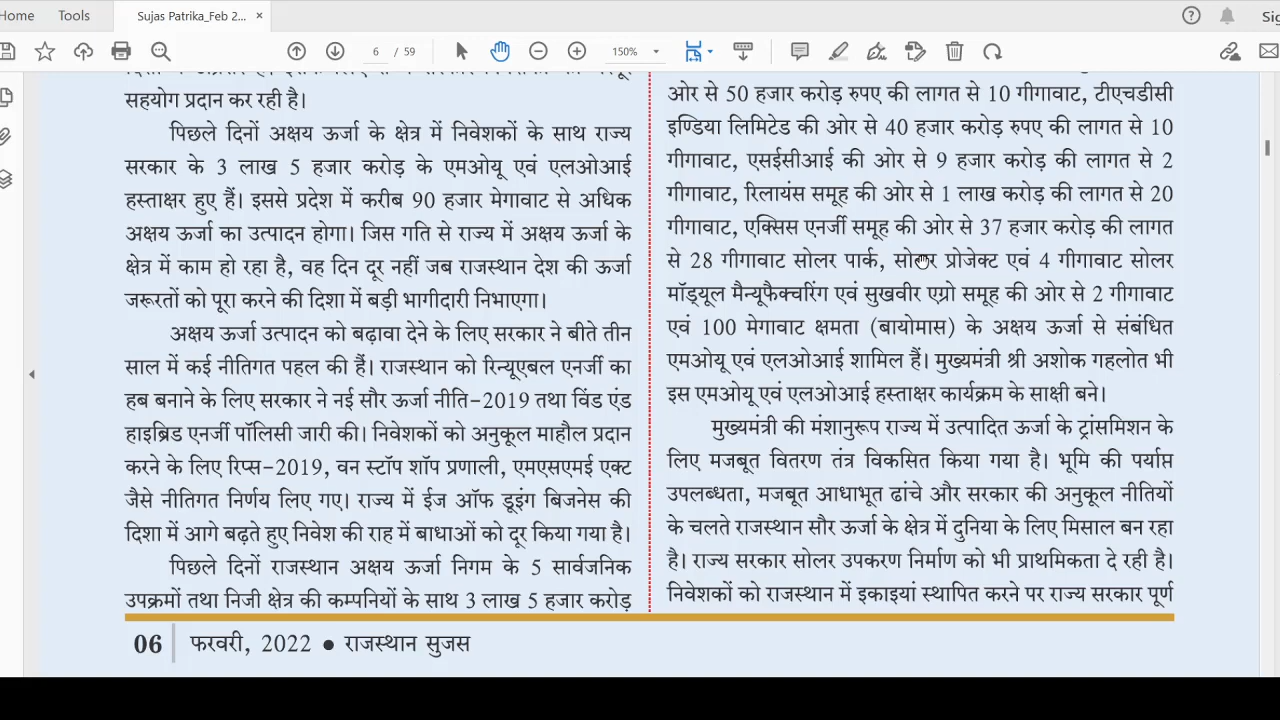 Home
Tools
Sujas Patrika_Feb 2... ×
Sig
6 / 59
150%
सहयोग प्रदान कर रही है।
पिछले दिनों अक्षय ऊर्जा के क्षेत्र में निवेशकों के साथ राज्य
सरकार के 3 लाख 5 हजार करोड़ के एमओयू एवं एलओआई
हस्ताक्षर हुए हैं। इससे प्रदेश में करीब 90 हजार मेगावाट से अधिक
अक्षय ऊर्जा का उत्पादन होगा। जिस गति से राज्य में अक्षय ऊर्जा के
क्षेत्र में काम हो रहा है, वह दिन दूर नहीं जब राजस्थान देश की ऊर्जा
जरूरतों को पूरा करने की दिशा में बड़ी भागीदारी निभाएगा।
अक्षय ऊर्जा उत्पादन को बढ़ावा देने के लिए सरकार ने बीते तीन
साल में कई नीतिगत पहल की हैं। राजस्थान को रिन्यूएबल एनर्जी का
हब बनाने के लिए सरकार ने नई सौर ऊर्जा नीति-2019 तथा विंड एंड
हाइब्रिड एनर्जी पॉलिसी जारी की। निवेशकों को अनुकूल माहौल प्रदान
करने के लिए रिप्स-2019, वन स्टॉप शॉप प्रणाली, एमएसएमई एक्ट
जैसे नीतिगत निर्णय लिए गए। राज्य में ईज ऑफ डूइंग बिजनेस की
दिशा में आगे बढ़ते हुए निवेश की राह में बाधाओं को दूर किया गया है।
पिछले दिनों राजस्थान अक्षय ऊर्जा निगम के 5 सार्वजनिक
उपक्रमों तथा निजी क्षेत्र की कम्पनियों के साथ 3 लाख 5 हजार करोड़
ओर से 50 हजार करोड़ रुपए की लागत से 10 गीगावाट, टीएचडीसी
इण्डिया लिमिटेड की ओर से 40 हजार करोड़ रुपए की लागत से 10
गीगावाट, एसईसीआई की ओर से 9 हजार करोड़ की लागत से 2
गीगावाट, रिलायंस समूह की ओर से 1 लाख करोड़ की लागत से 20
गीगावाट, एक्सिस एनर्जी समूह की ओर से 37 हजार करोड़ की लागत
से 28 गीगावाट सोलर पार्क, सोलर प्रोजेक्ट एवं 4 गीगावाट सोलर
मॉड्यूल मैन्यूफैक्चरिंग एवं सुखवीर एग्रो समूह की ओर से 2 गीगावाट
एवं 100 मेगावाट क्षमता (बायोमास) के अक्षय ऊर्जा से संबंधित
एमओयू एवं एलओआई शामिल हैं। मुख्यमंत्री श्री अशोक गहलोत भी
इस एमओयू एवं एलओआई हस्ताक्षर कार्यक्रम के साक्षी बने।
मुख्यमंत्री की मंशानुरूप राज्य में उत्पादित ऊर्जा के ट्रांसमिशन के
लिए मजबूत वितरण तंत्र विकसित किया गया है। भूमि की पर्याप्त
उपलब्धता, मजबूत आधाभूत ढांचे और सरकार की अनुकूल नीतियों
के चलते राजस्थान सौर ऊर्जा के क्षेत्र में दुनिया के लिए मिसाल बन रहा
है। राज्य सरकार सोलर उपकरण निर्माण को भी प्राथमिकता दे रही है।
निवेशकों को राजस्थान में इकाइयां स्थापित करने पर राज्य सरकार पूर्ण
06 फरवरी, 2022 ● राजस्थान सुजस